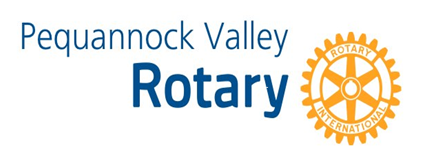 Pequannock Valley
Rotary
ROTARY
INTERNATIONAL